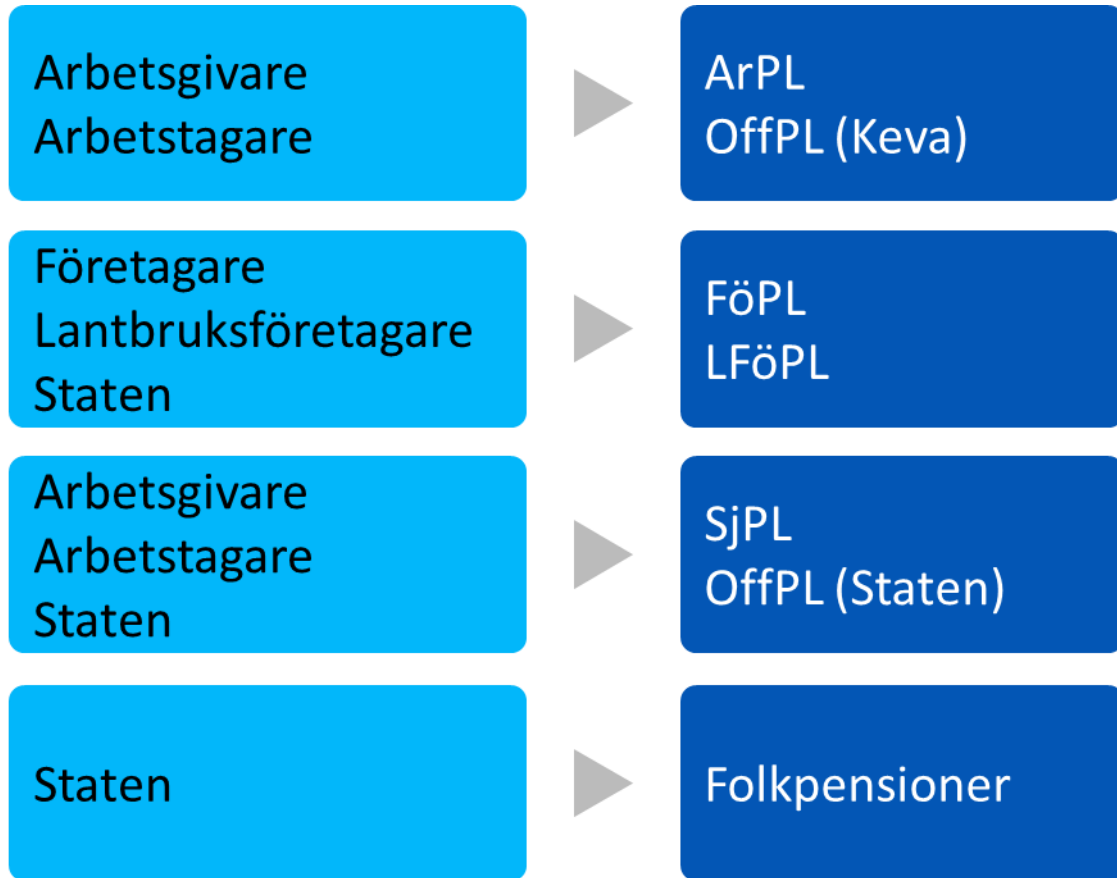 Arbetsgivare
Arbetstagare
ArPL
OffPL (Keva)
Företagare
Lantbruksföretagare
Staten
FöPL
LFöPL
Arbetsgivare
Arbetstagare
Staten
SjPL
OffPL (Staten)
Staten
Folkpensioner